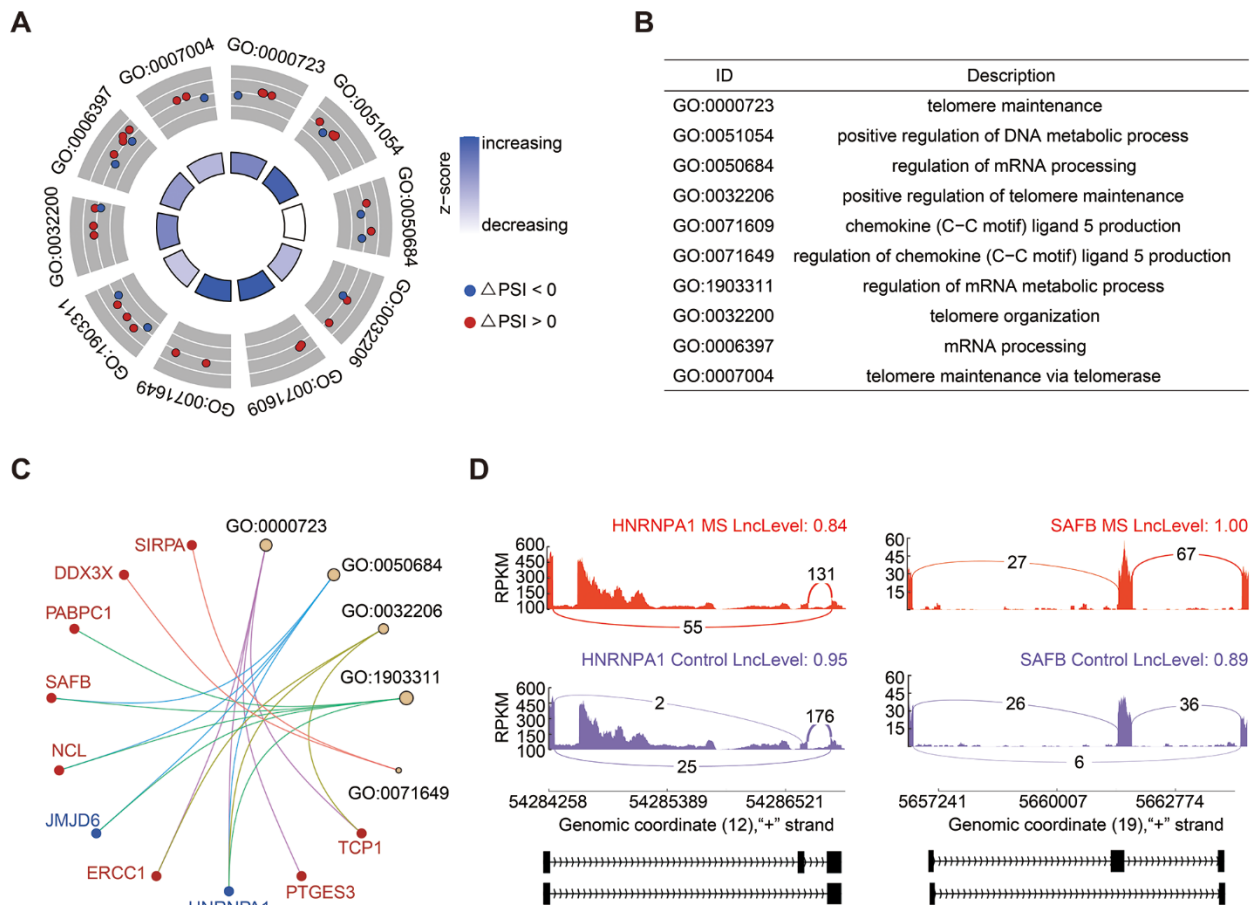 A
GO:0007004
GO:0000723
GO:0006397
GO:0051054
GO:0032200
GO:0050684
GO:1903311
GO:0032206
GO:0071649
GO:0071609
z-score
increasing
decreasing
△PSI < 0
△PSI > 0
B
ID Description
GO:0000723 telomere maintenance
GO:0051054 positive regulation of DNA metabolic process
GO:0050684 regulation of mRNA processing
GO:0032206 positive regulation of telomere maintenance
GO:0071609 chemokine (C−C motif) ligand 5 production
GO:0071649 regulation of chemokine (C−C motif) ligand 5 production
GO:1903311 regulation of mRNA metabolic process
GO:0032200 telomere organization
GO:0006397 mRNA processing
GO:0007004 telomere maintenance via telomerase
C
GO:0000723
SIRPA
GO:0050684
DDX3X
PABPC1
GO:0032206
SAFB
GO:1903311
NCL
GO:0071649
JMJD6
TCP1
ERCC1
PTGES3
HNRNPA1
D
HNRNPA1 MS LncLevel: 0.84
RPKM
600
450
300
200
100
131
55
HNRNPA1 Control LncLevel: 0.95
RPKM
600
450
300
200
100
2
176
25
54284258 54285389 54286521
Genomic coordinate (12),“+” strand
SAFB MS LncLevel: 1.00
60
45
30
15
27
67
SAFB Control LncLevel: 0.89
60
45
30
15
26
36
6
5657241 5660007 5662774
Genomic coordinate (19),“+” strand